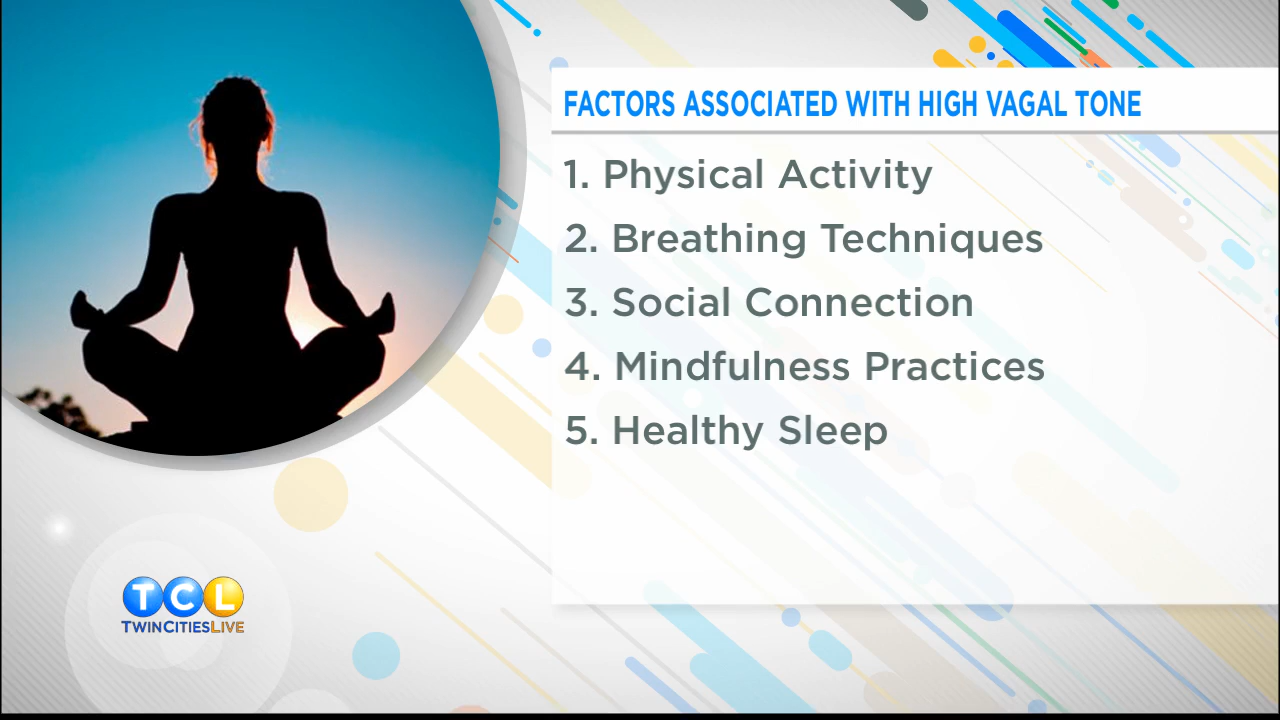 FACTORS ASSOCIATED WITH HIGH VAGAL TONE
1. Physical Activity
2. Breathing Techniques
3. Social Connection
4. Mindfulness Practices
5. Healthy Sleep
TCL
TWINCITIESLIVE